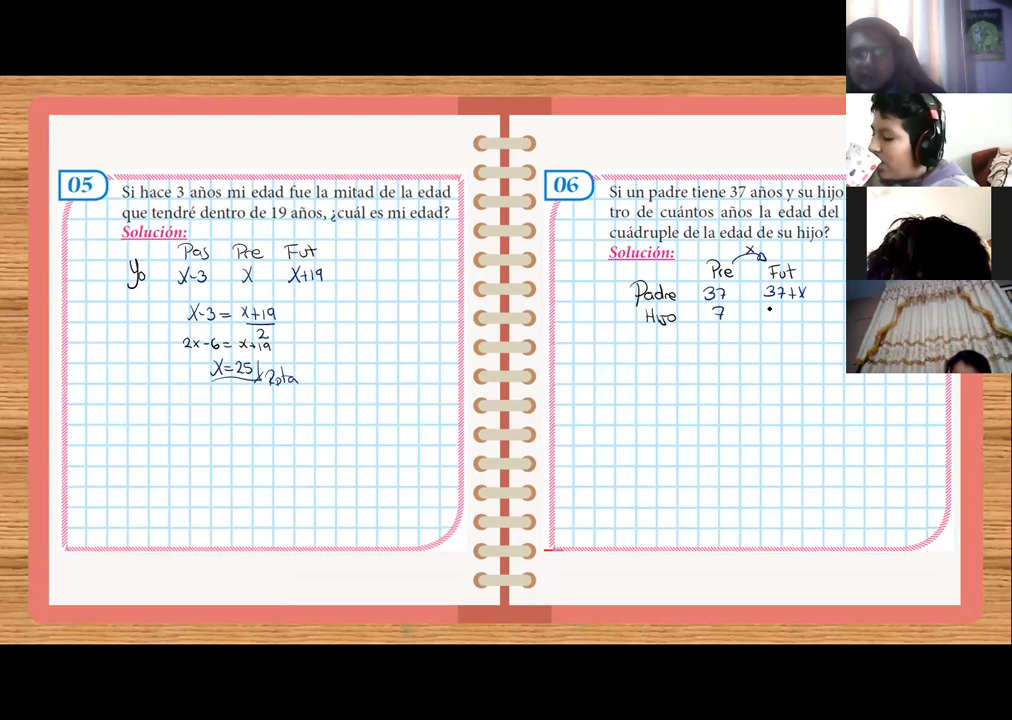 05
Si hace 3 años mi edad fue la mitad de la edad
que tendré dentro de 19 años, ¿cuál es mi edad?
Solución:
Pas Pre Fut
Yo X-3 X X+19
X-3 = X+19
2
2x-6 = x+19
X=25
06
Si un padre tiene 37 años y su hijo
tro de cuántos años la edad del
cuádruple de la edad de su hijo?
Solución:
X
Pre Fut
Padre 37 37+X
Hijo 7